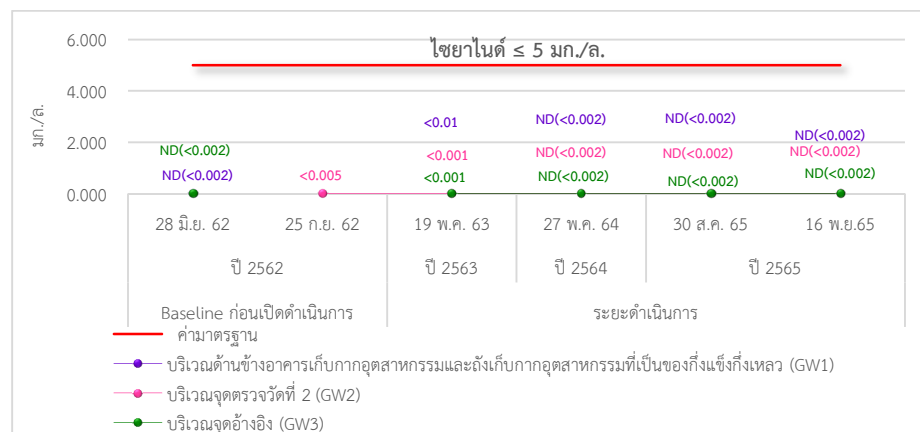 6.000
ไซยาไนด์ ≤ 5 มก./ล.
4.000
มก./ล.
<0.01 ND(<0.002) ND(<0.002) ND(<0.002)
2.000
ND(<0.002) <0.001 ND(<0.002) ND(<0.002) ND(<0.002)
ND(<0.002) <0.005 <0.001 ND(<0.002) ND(<0.002) ND(<0.002)
0.000
28 มิ.ย. 62 25 ก.ย. 62 19 พ.ค. 63 27 พ.ค. 64 30 ส.ค. 65 16 พ.ย.65
ปี 2562 ปี 2563 ปี 2564 ปี 2565
Baseline ก่อนเปิดดำเนินการ ระยะดำเนินการ
ค่ามาตรฐาน
บริเวณด้านข้างอาคารเก็บกากอุตสาหกรรมและถังเก็บกากอุตสาหกรรมที่เป็นของกึ่งแข็งกึ่งเหลว (GW1)
บริเวณจุดตรวจวัดที่ 2 (GW2)
บริเวณจุดอ้างอิง (GW3)